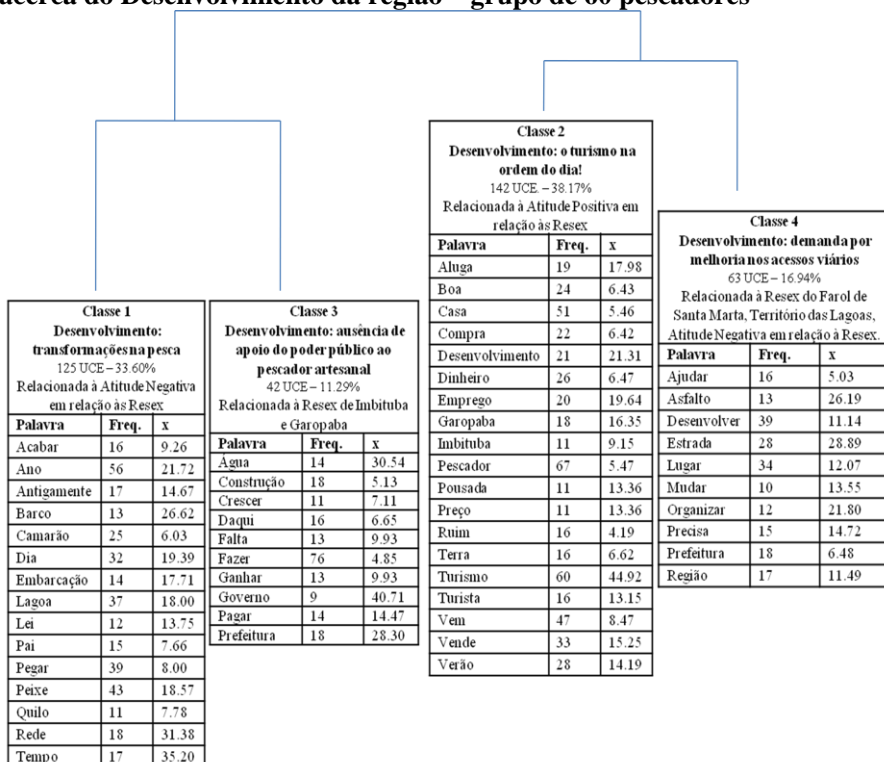 acerca do Desenvolvimento da região – grupo de 60 pescadores
Classe 1
Desenvolvimento:
transformações na pesca
125 UCE – 33.60%
Relacionada à Atitude Negativa
em relação às Resex
Palavra Freq. x
Acabar 16 9.26
Ano 56 21.72
Antigamente 17 14.67
Barco 13 26.62
Camarão 25 6.03
Dia 32 19.39
Embarcação 14 17.71
Lagoa 37 18.00
Lei 12 13.75
Pai 15 7.66
Pegar 39 8.00
Peixe 43 18.57
Quilo 11 7.78
Rede 18 31.38
Tempo 17 35.20
Classe 3
Desenvolvimento: ausência de
apoio do poder público ao
pescador artesanal
42 UCE – 11.29%
Relacionada à Resex de Imbituba
e Garopaba
Palavra Freq. x
Água 14 30.54
Construção 18 5.13
Crescer 11 7.11
Daqui 16 6.65
Falta 13 9.93
Fazer 76 4.85
Ganhar 13 9.93
Governo 9 40.71
Pagar 14 14.47
Prefeitura 18 28.30
Classe 2
Desenvolvimento: o turismo na
ordem do dia!
142 UCE. – 38.17%
Relacionada à Atitude Positiva em
relação às Resex
Palavra Freq. x
Aluga 19 17.98
Boa 24 6.43
Casa 51 5.46
Compra 22 6.42
Desenvolvimento 21 21.31
Dinheiro 26 6.47
Emprego 20 19.64
Garopaba 18 16.35
Imbituba 11 9.15
Pescador 67 5.47
Pousada 11 13.36
Preço 11 13.36
Ruim 16 4.19
Terra 16 6.62
Turismo 60 44.92
Turista 16 13.15
Vem 47 8.47
Vende 33 15.25
Verão 28 14.19
Classe 4
Desenvolvimento: demanda por
melhoria nos acessos viários
63 UCE – 16.94%
Relacionada à Resex do Farol de
Santa Marta, Território das Lagoas,
Atitude Negativa em relação à Resex.
Palavra Freq. x
Ajudar 16 5.03
Asfalto 13 26.19
Desenvolver 39 11.14
Estrada 28 28.89
Lugar 34 12.07
Mudar 10 13.55
Organizar 12 21.80
Precisa 15 14.72
Prefeitura 18 6.48
Região 17 11.49